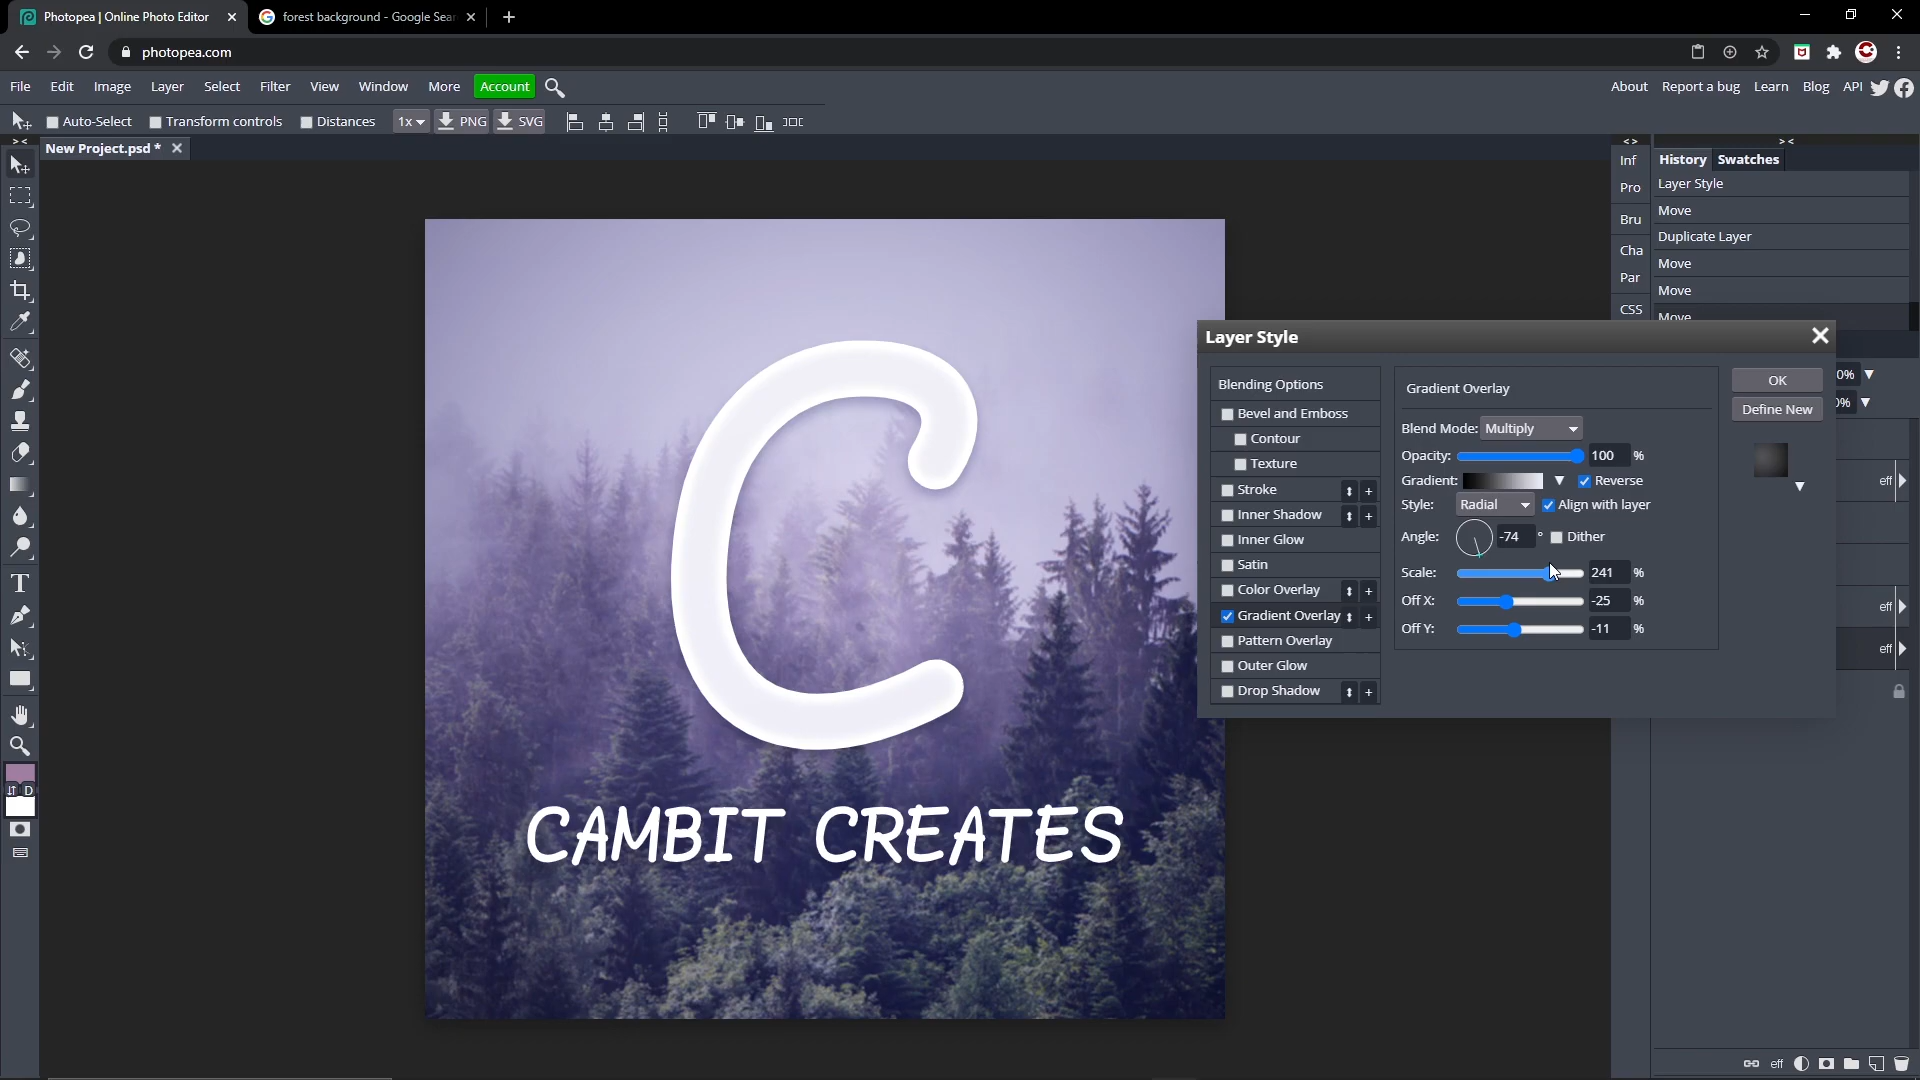 Photopea | Online Photo Editor
forest background - Google Sear
photopea.com
File Edit Image Layer Select Filter View Window More Account
About Report a bug Learn Blog API
Auto-Select Transform controls Distances 1x PNG SVG
New Project.psd *
Inf
Pro
Bru
Cha
Par
CSS
History Swatches
Layer Style
Move
Duplicate Layer
Move
Move
Move
Layer Style
Blending Options
Bevel and Emboss
Contour
Texture
Stroke +
Inner Shadow +
Inner Glow
Satin
Color Overlay +
Gradient Overlay +
Pattern Overlay
Outer Glow
Drop Shadow +
Gradient Overlay
Blend Mode: Multiply
Opacity: 100 %
Gradient: Reverse
Style: Radial Align with layer
Angle: -74 ° Dither
Scale: 241 %
Off X: -25 %
Off Y: -11 %
OK
Define New
0%
0%
eff
eff
eff
D
C
CAMBIT CREATES
eff